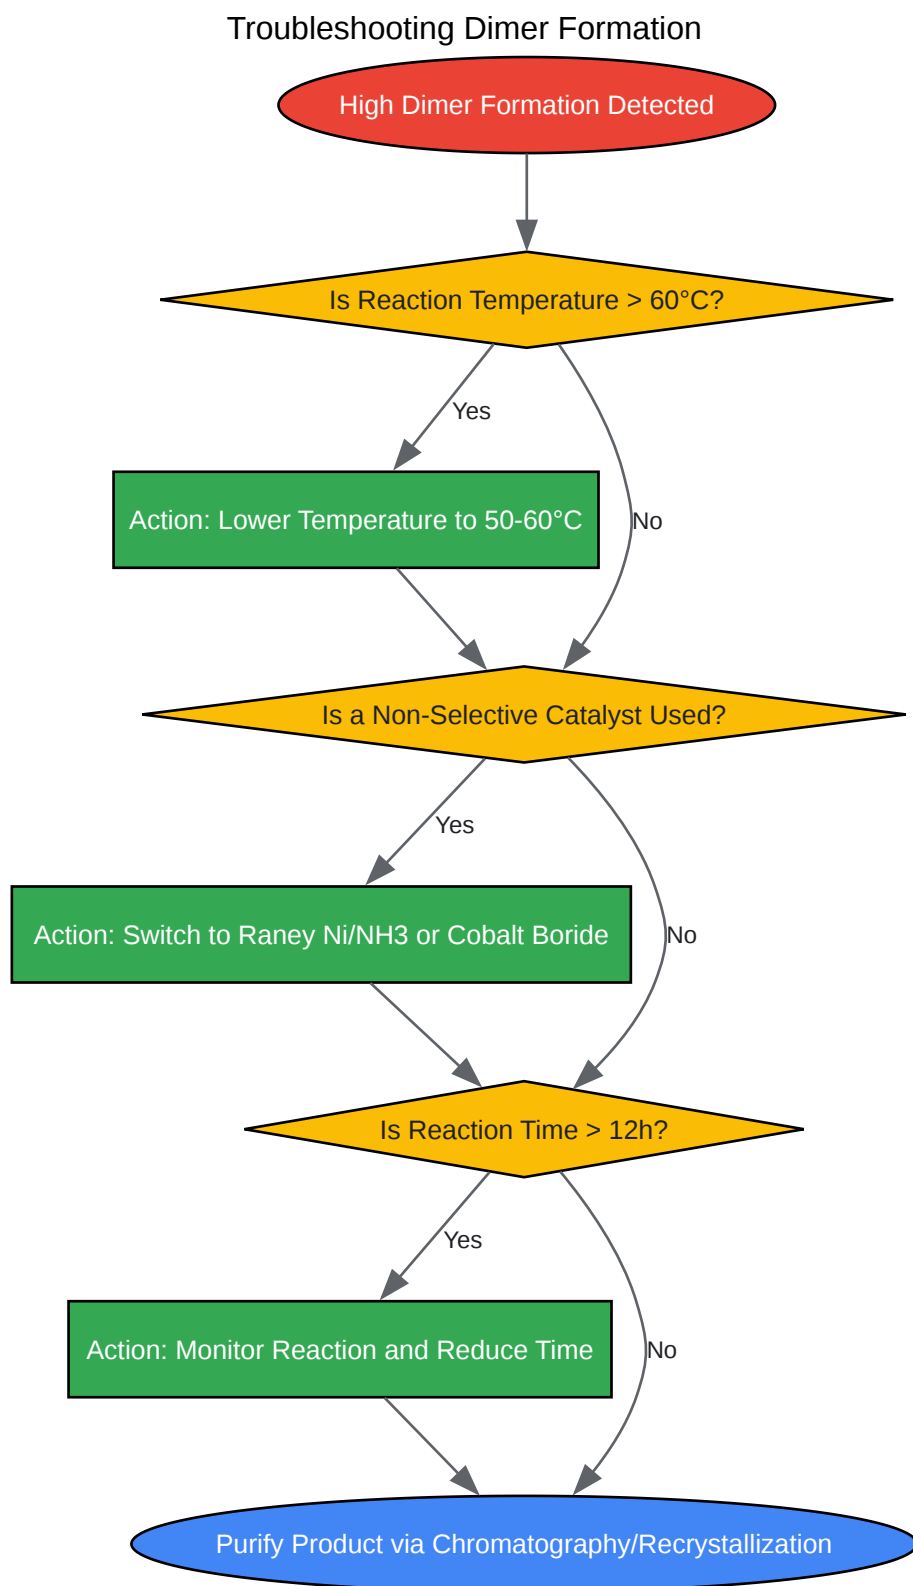 Troubleshooting Dimer Formation
High Dimer Formation Detected
Is Reaction Temperature > 60°C?
Yes
Action: Lower Temperature to 50-60°C
No
Is a Non-Selective Catalyst Used?
Yes
Action: Switch to Raney Ni/NH3 or Cobalt Boride
No
Is Reaction Time > 12h?
Yes
Action: Monitor Reaction and Reduce Time
No
Purify Product via Chromatography/Recrystallization